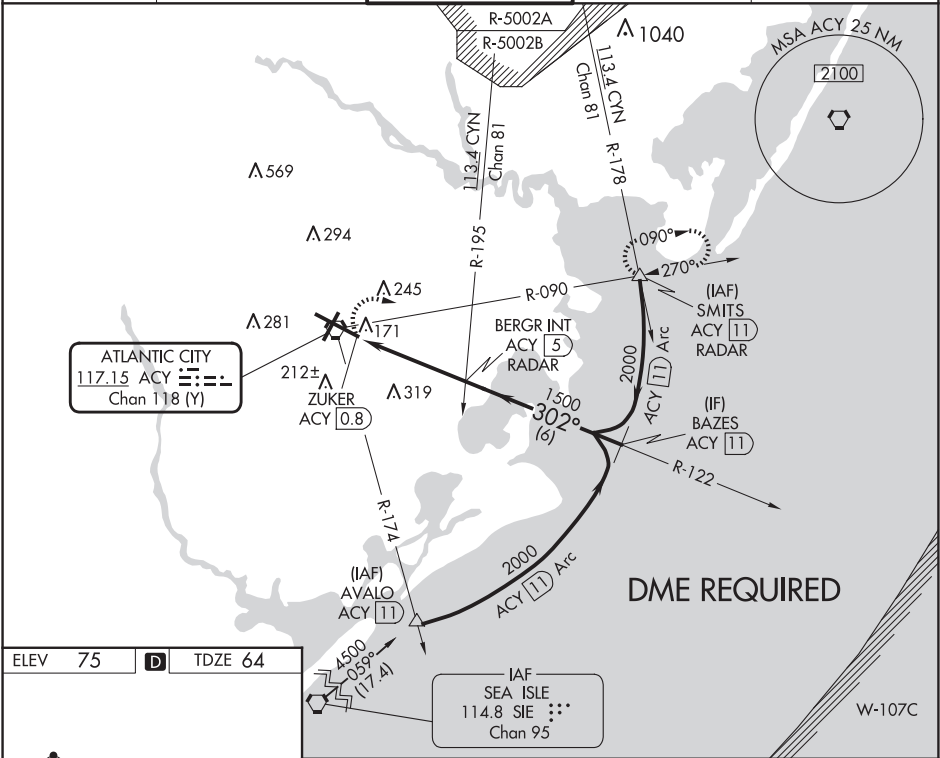 R-5002A
R-5002B
1040
113.4 CYN
Chan 81
R-178
113.4 CYN
Chan 81
R-195
MSA ACY 25 NM
2100
569
294
245
281
171
212±
319
090°
270°
R-090
(IAF)
SMITS
ACY 11
RADAR
BERGR INT
ACY 5
RADAR
ATLANTIC CITY
117.15 ACY
Chan 118 (Y)
ZUKER
ACY 0.8
2000
ACY 11 Arc
1500
302°
(6)
(IF)
BAZES
ACY 11
R-122
R-174
2000
ACY 11 Arc
(IAF)
AVALO
ACY 11
DME REQUIRED
4500
059°
(17.4)
IAF
SEA ISLE
114.8 SIE
Chan 95
W-107C
ELEV 75 D TDZE 64